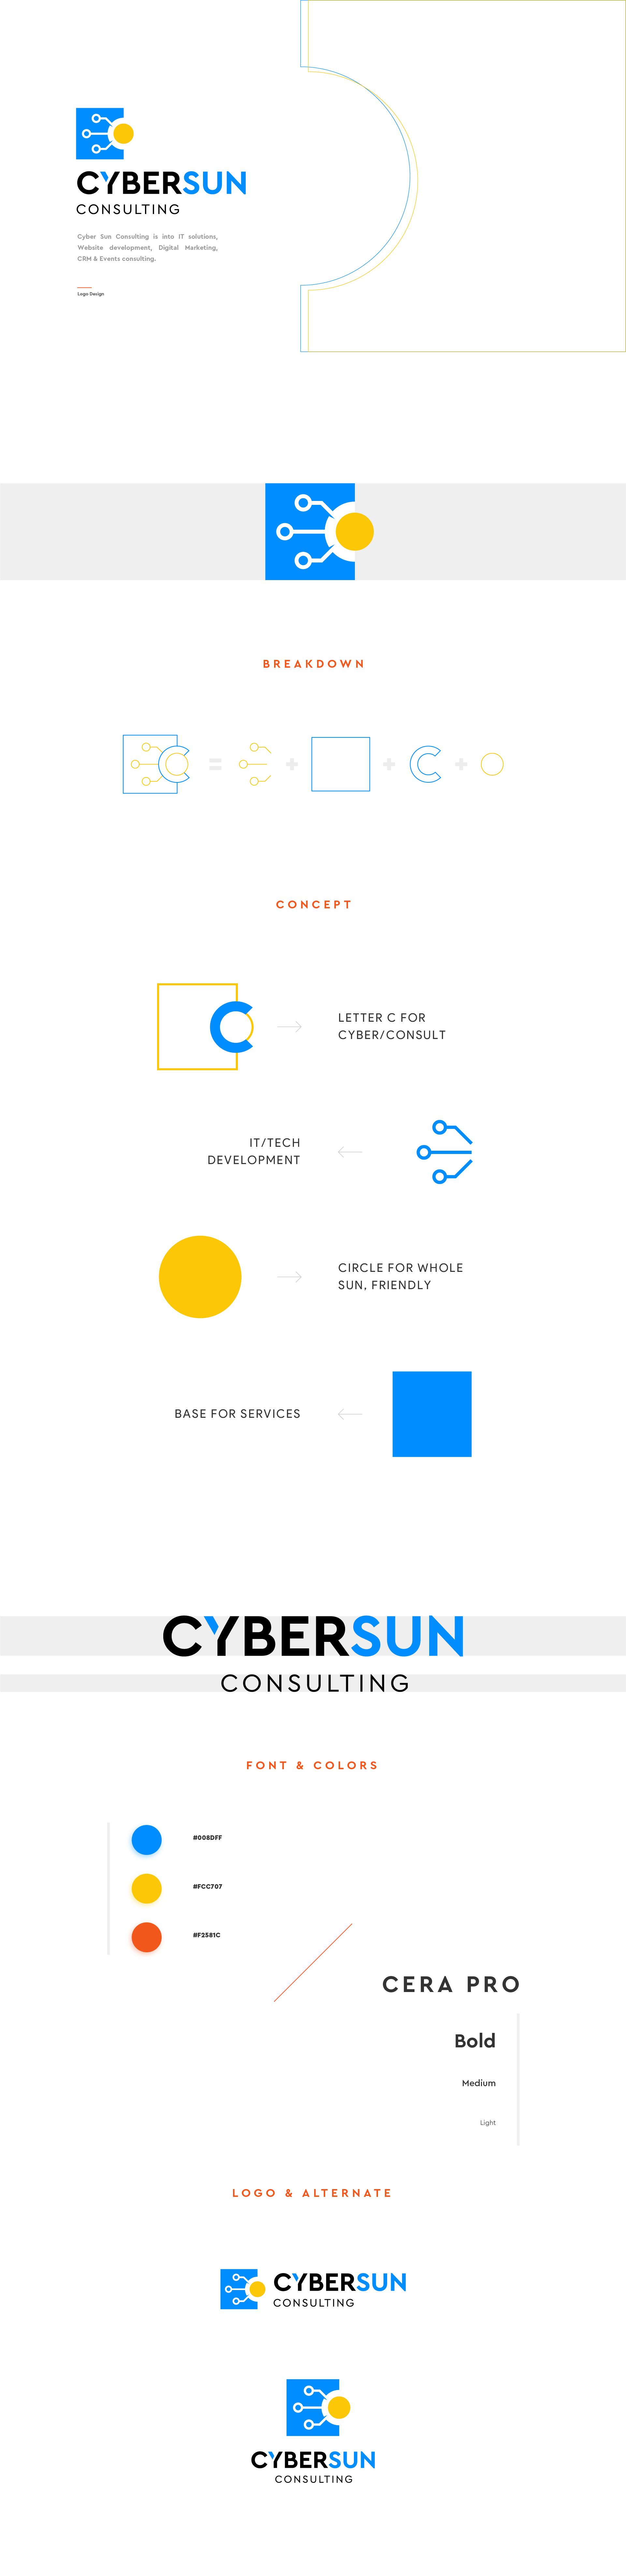 CYBERSUN
CONSULTING
Cyber Sun Consulting is into IT solutions,
Website development, Digital Marketing,
CRM & Events consulting.
Logo Design
BREAKDOWN
CONCEPT
LETTER C FOR
CYBER/CONSULT
IT/TECH
DEVELOPMENT
CIRCLE FOR WHOLE
SUN, FRIENDLY
BASE FOR SERVICES
CYBERSUN
CONSULTING
FONT & COLORS
#008DFF
#FCC707
#F2581C
CERA PRO
Bold
Medium
Light
LOGO & ALTERNATE
CYBERSUN
CONSULTING
CYBERSUN
CONSULTING